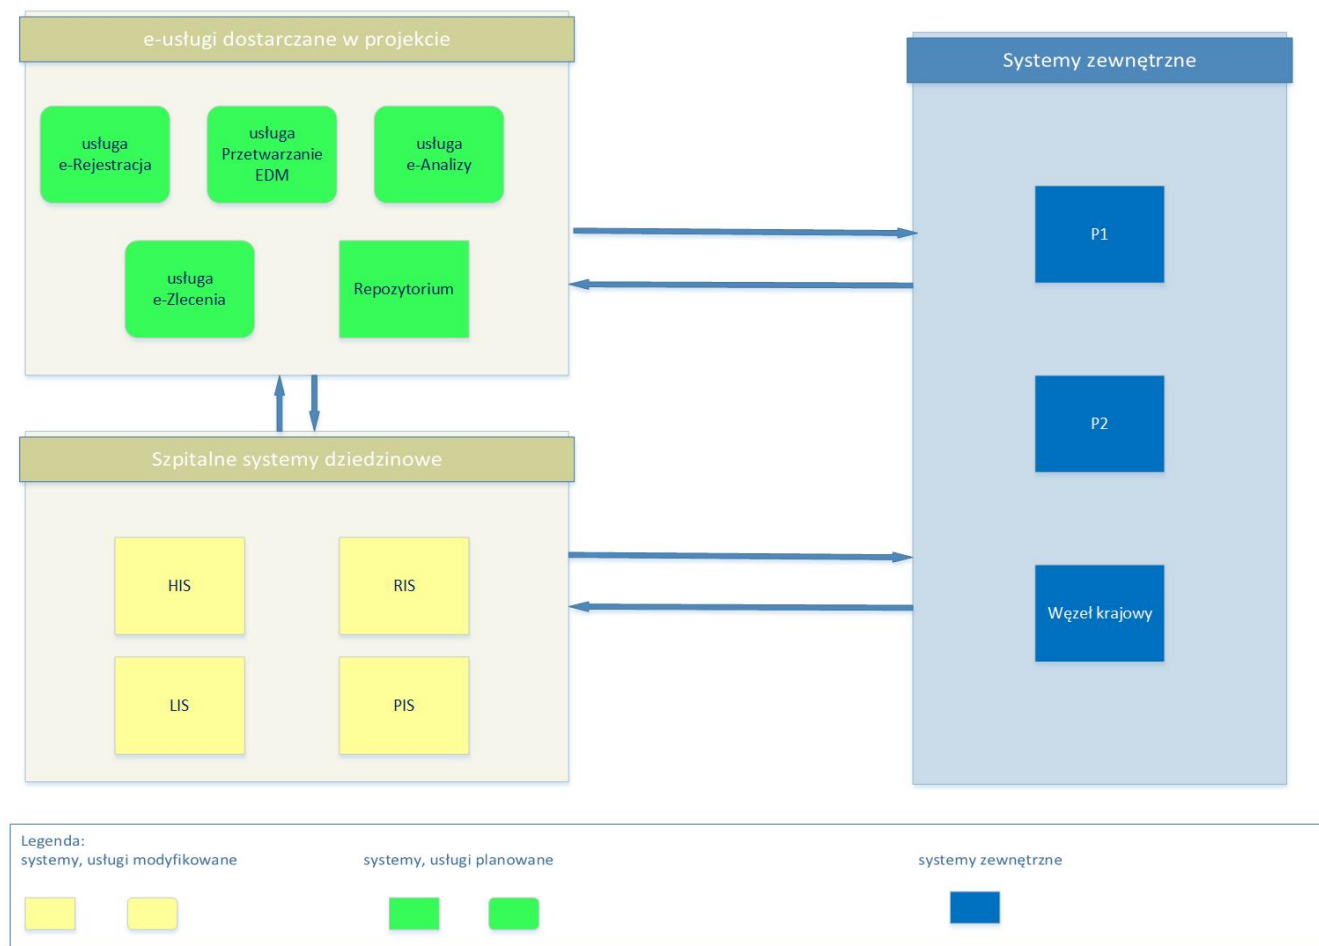 e-usługi dostarczane w projekcie
usługa
e-Rejestracja
usługa
Przetwarzanie
EDM
usługa
e-Analizy
usługa
e-Zlecenia
Repozytorium
Systemy zewnętrzne
P1
P2
Węzeł krajowy
Szpitalne systemy dziedzinowe
HIS
RIS
LIS
PIS
Legenda:
systemy, usługi modyfikowane
systemy, usługi planowane
systemy zewnętrzne